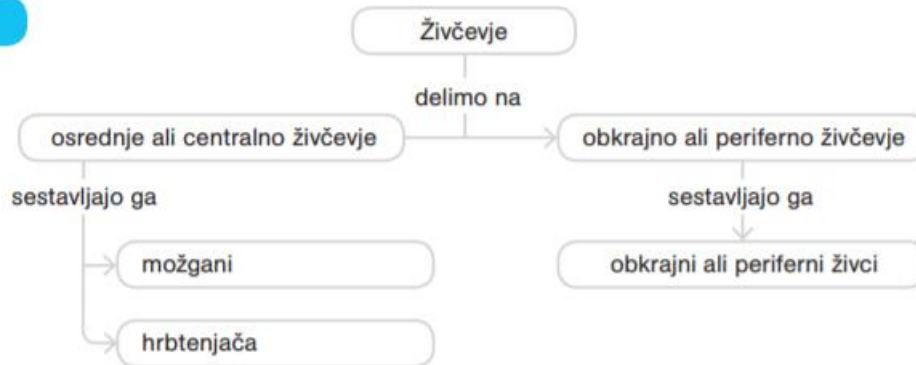 Živčevje
delimo na
osrednje ali centralno živčevje
obkrajno ali periferno živčevje
sestavljajo ga
sestavljajo ga
možgani
obkrajni ali periferni živci
hrbtenjača